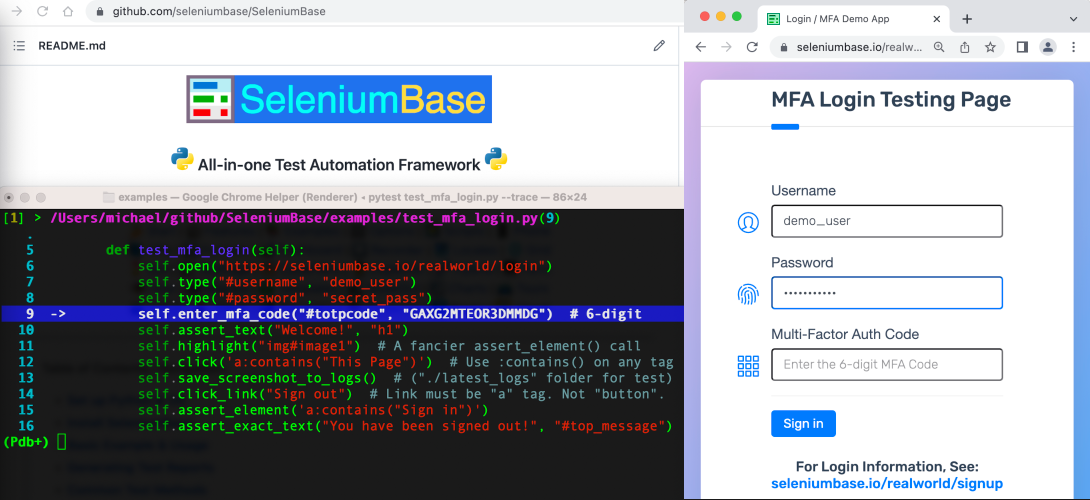 github.com/seleniumbase/SeleniumBase
README.md
SeleniumBase
All-in-one Test Automation Framework
examples — Google Chrome Helper (Renderer) • pytest test_mfa_login.py --trace — 86×24
[1] > /Users/michael/github/SeleniumBase/examples/test_mfa_login.py(9)
.
5 def test_mfa_login(self):
6 self.open("https://seleniumbase.io/realworld/login")
7 self.type("#username", "demo_user")
8 self.type("#password", "secret_pass")
9 -> self.enter_mfa_code("#totpcode", "GAXG2MTEOR3DMMDG") # 6-digit
10 self.assert_text("Welcome!", "h1")
11 self.highlight("img#image1") # A fancier assert_element() call
12 self.click('a:contains("This Page")') # Use :contains() on any tag
13 self.save_screenshot_to_logs() # ("./latest_logs" folder for test)
14 self.click_link("Sign out") # Link must be "a" tag. Not "button".
15 self.assert_element('a:contains("Sign in")')
16 self.assert_exact_text("You have been signed out!", "#top_message")
(Pdb+)
Login / MFA Demo App
seleniumbase.io/realw...
MFA Login Testing Page
Username
demo_user
Password
•••••••••••
Multi-Factor Auth Code
Enter the 6-digit MFA Code
Sign in
For Login Information, See:
seleniumbase.io/realworld/signup